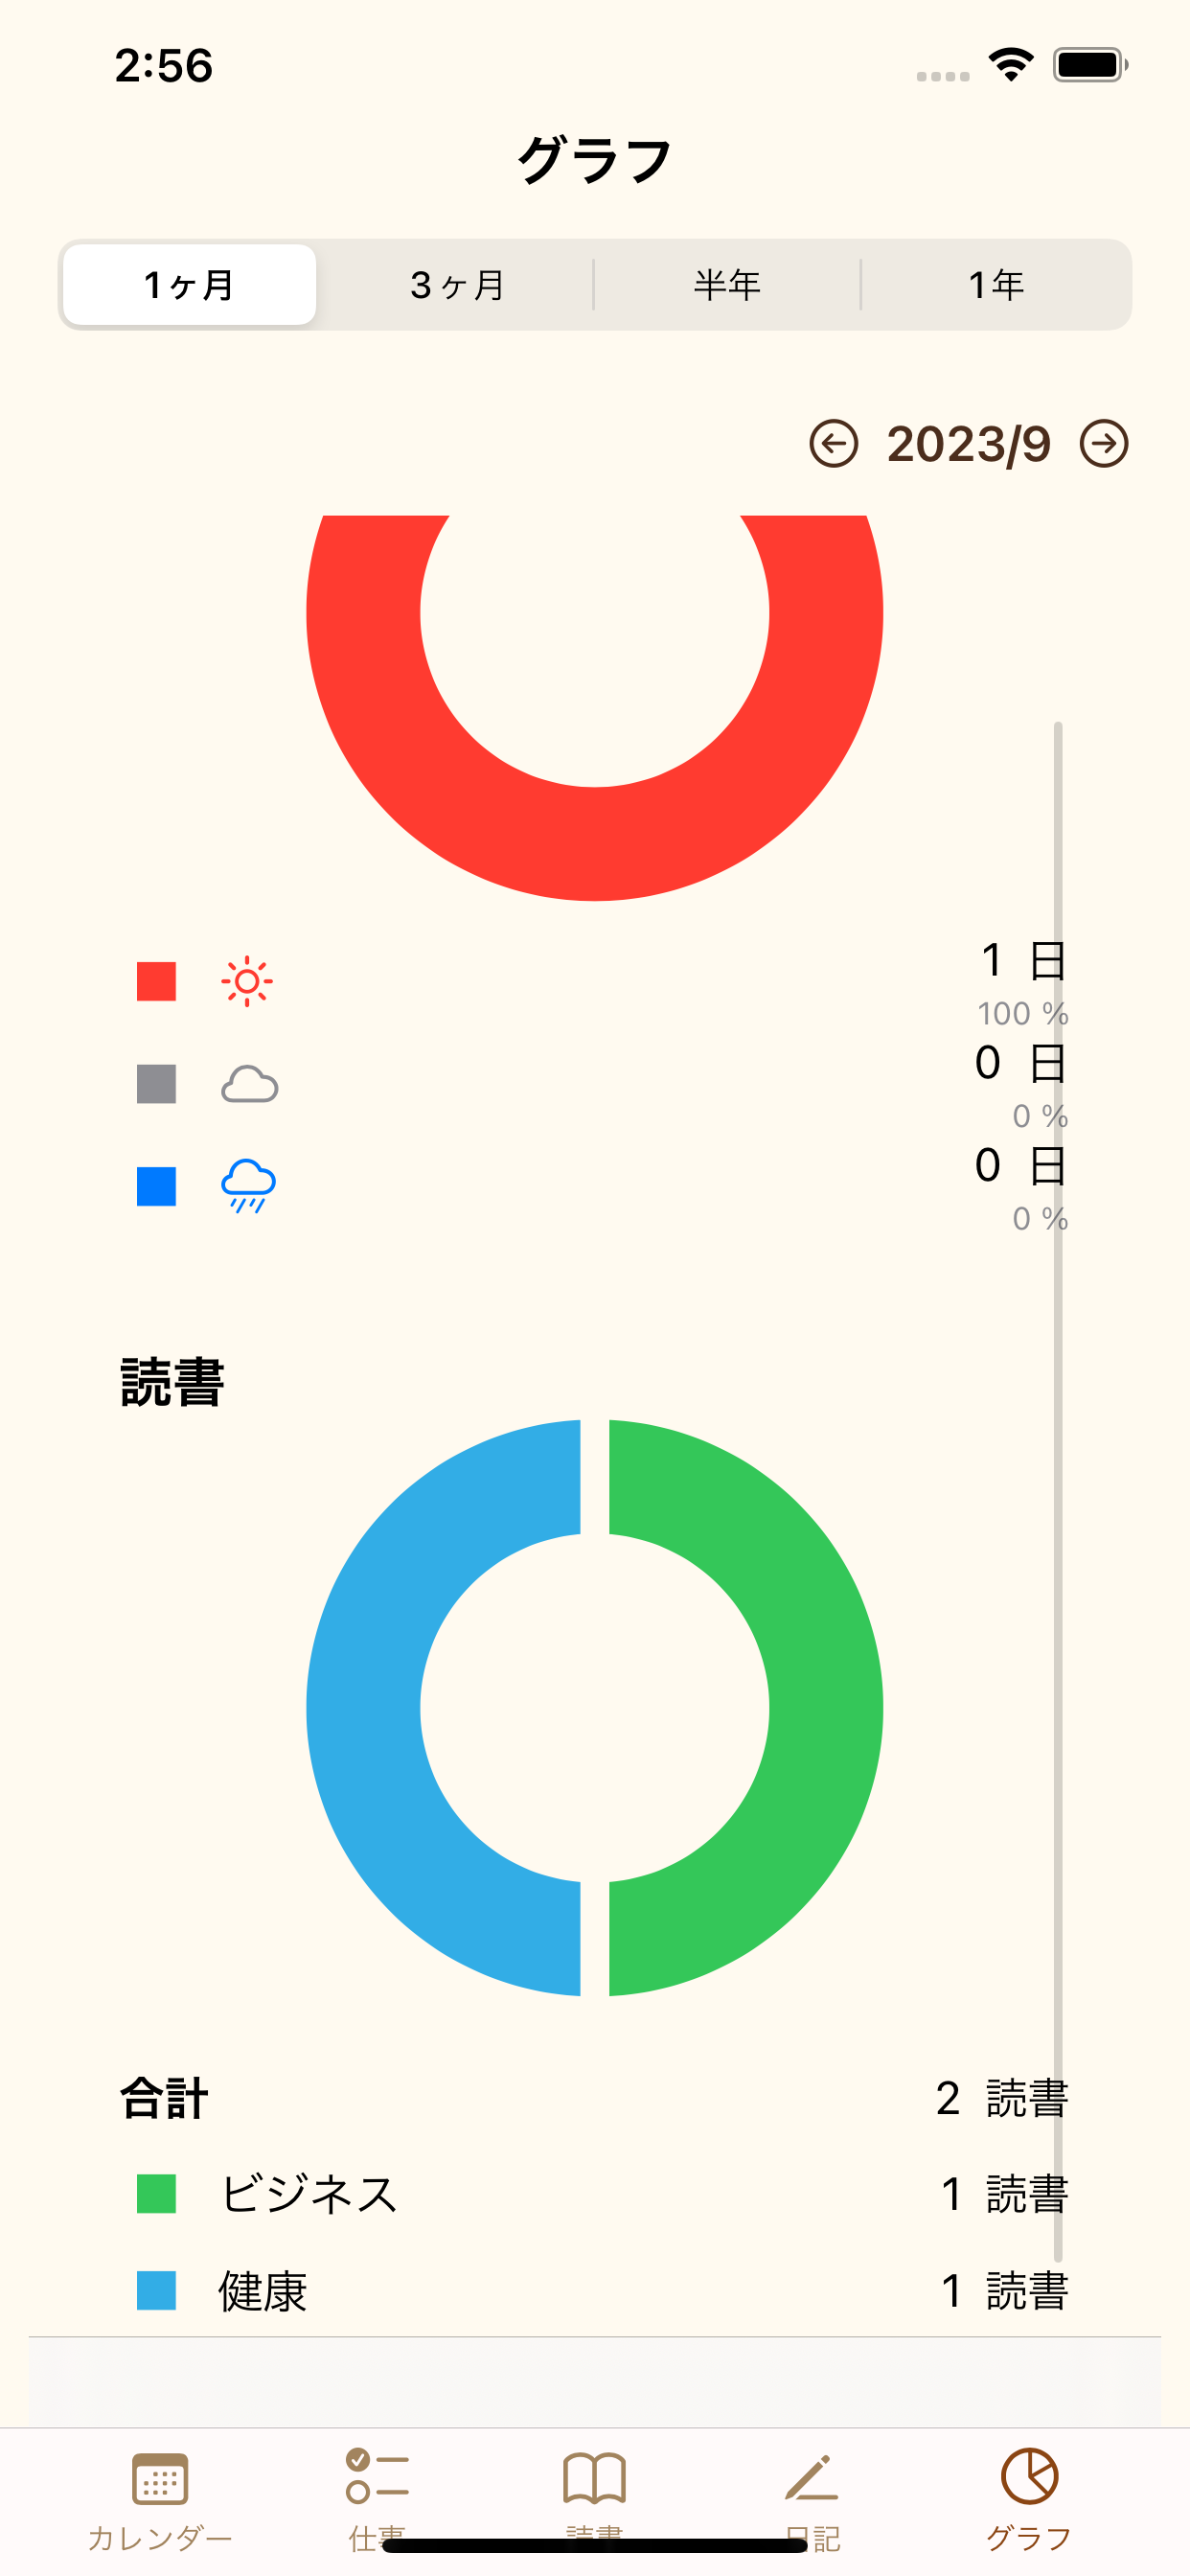 2:56
グラフ
1ヶ月 3ヶ月 半年 1年
2023/9
1 日
100 %
0 日
0 %
0 日
0 %
読書
合計 2 読書
ビジネス 1 読書
健康 1 読書
カレンダー 仕事 読書 日記 グラフ